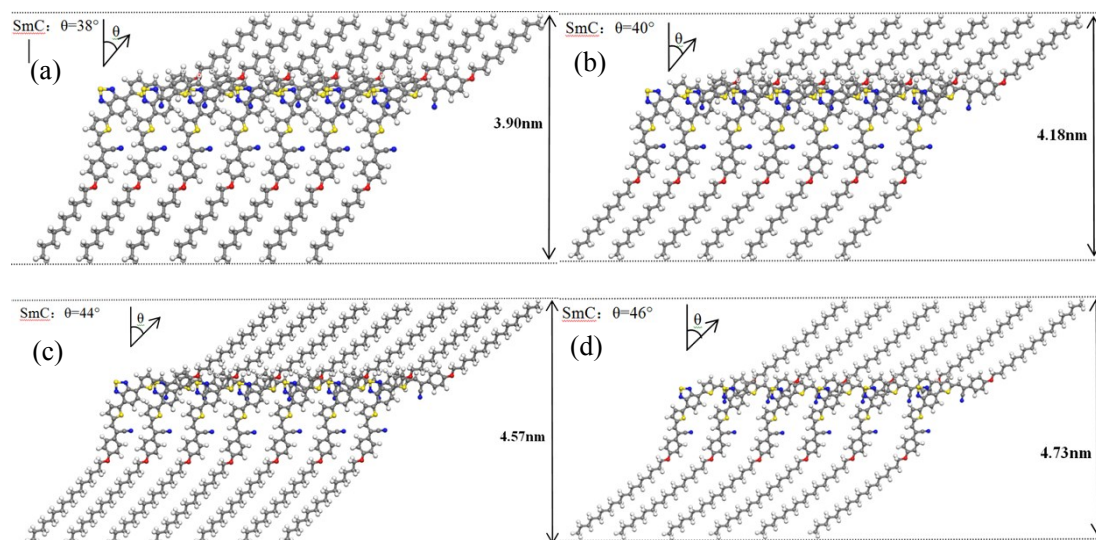 SmC： θ=38°
θ
(a)
3.90nm
SmC： θ=40°
θ
(b)
4.18nm
SmC： θ=44°
θ
(c)
4.57nm
SmC： θ=46°
θ
(d)
4.73nm